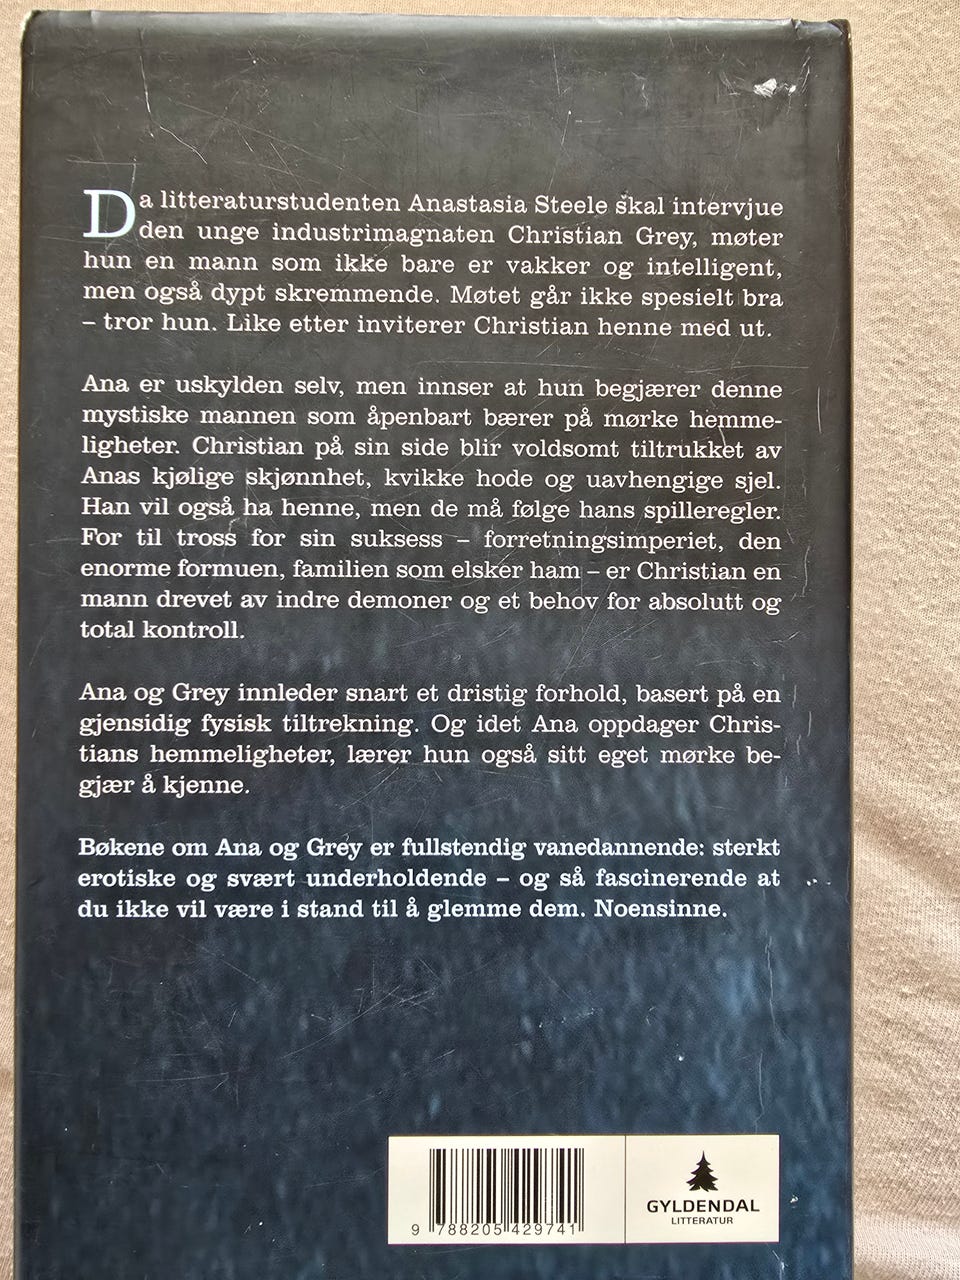 Da litteraturstudenten Anastasia Steele skal intervjue
den unge industrimagnaten Christian Grey, møter
hun en mann som ikke bare er vakker og intelligent,
men også dypt skremmende. Møtet går ikke spesielt bra
– tror hun. Like etter inviterer Christian henne med ut.
Ana er uskylden selv, men innser at hun begjærer denne
mystiske mannen som åpenbart bærer på mørke hemme-
ligheter. Christian på sin side blir voldsomt tiltrukket av
Anas kjølige skjønnhet, kvikke hode og uavhengige sjel.
Han vil også ha henne, men de må følge hans spilleregler.
For til tross for sin suksess – forretningsimperiet, den
enorme formuen, familien som elsker ham – er Christian en
mann drevet av indre demoner og et behov for absolutt og
total kontroll.
Ana og Grey innleder snart et dristig forhold, basert på en
gjensidig fysisk tiltrekning. Og idet Ana oppdager Chris-
tians hemmeligheter, lærer hun også sitt eget mørke be-
gjær å kjenne.
Bøkene om Ana og Grey er fullstendig vanedannende: sterkt
erotiske og svært underholdende – og så fascinerende at
du ikke vil være i stand til å glemme dem. Noensinne.
9 788205 429741
GYLDENDAL
LITTERATUR